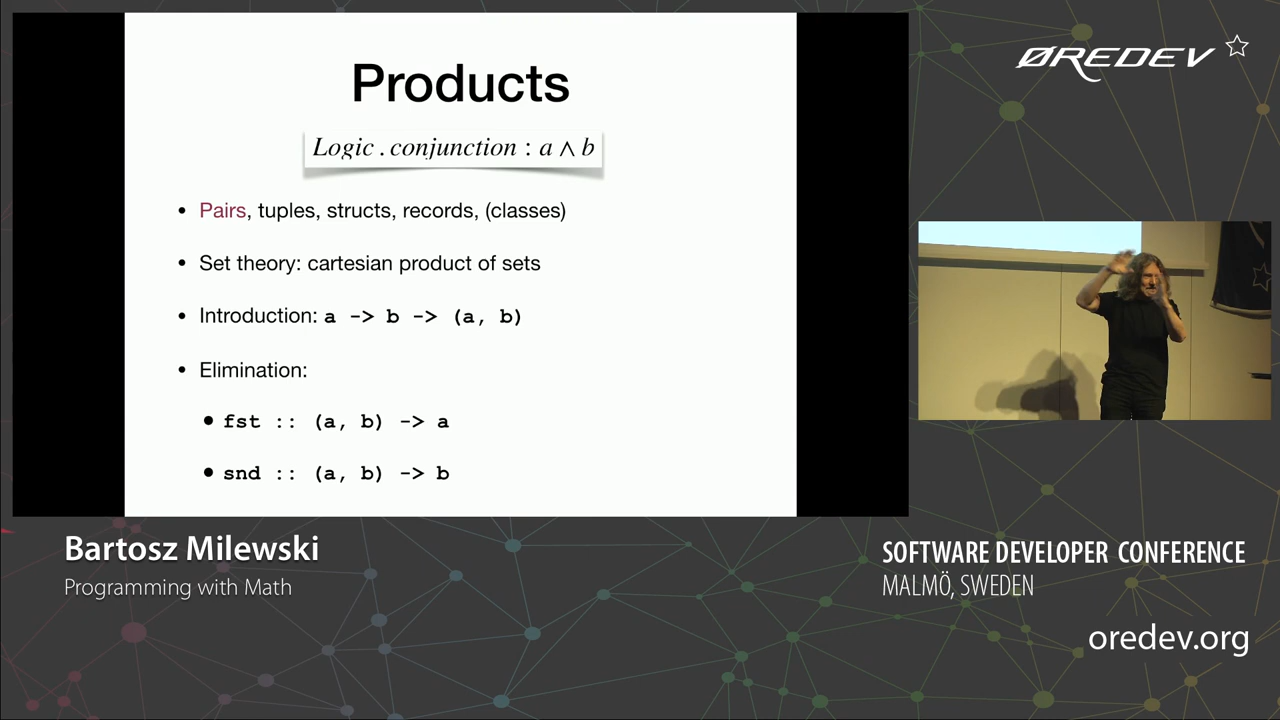 Products
Logic . conjunction : a ∧ b
• Pairs, tuples, structs, records, (classes)
• Set theory: cartesian product of sets
• Introduction: a -> b -> (a, b)
• Elimination:
• fst :: (a, b) -> a
• snd :: (a, b) -> b
ØREDEV
Bartosz Milewski
Programming with Math
SOFTWARE DEVELOPER CONFERENCE
MALMÖ, SWEDEN
oredev.org